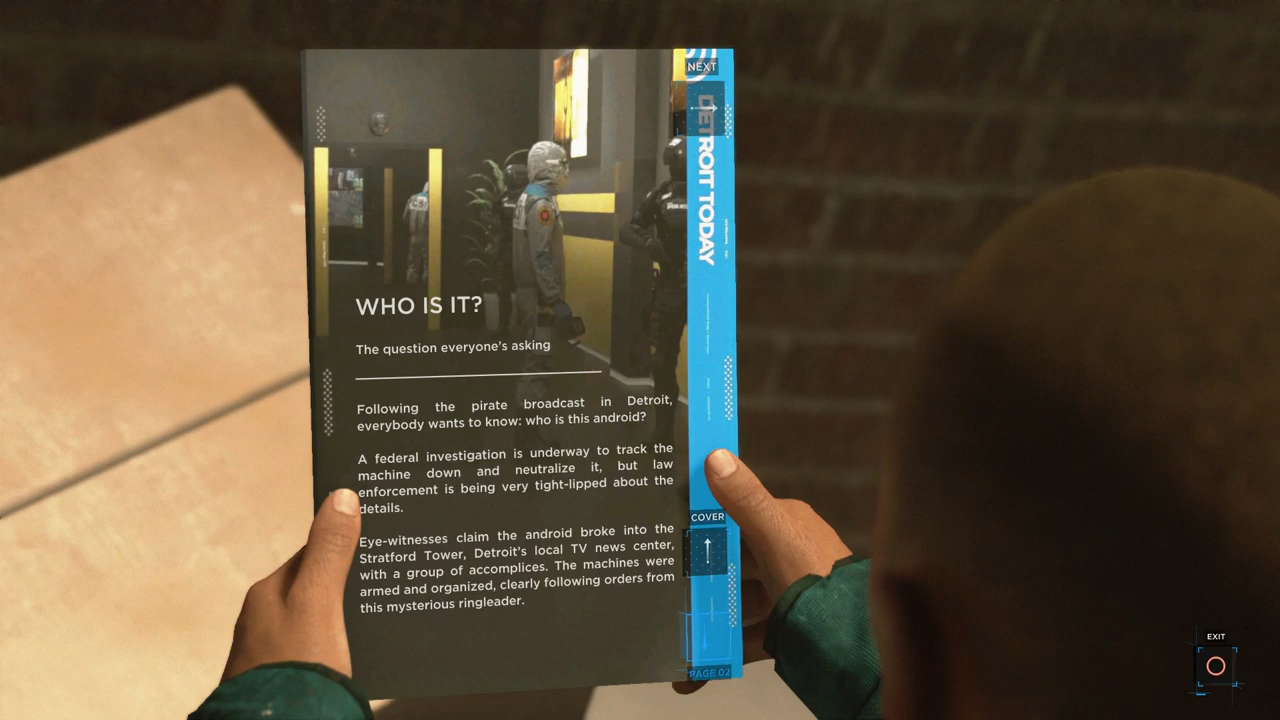 NEXT
DETROIT TODAY
WHO IS IT?
The question everyone's asking
Following the pirate broadcast in Detroit,
everybody wants to know: who is this android?
A federal investigation is underway to track the
machine down and neutralize it, but law
enforcement is being very tight-lipped about the
details.
Eye-witnesses claim the android broke into the
Stratford Tower, Detroit's local TV news center,
with a group of accomplices. The machines were
armed and organized, clearly following orders from
this mysterious ringleader.
COVER
PAGE 02
EXIT